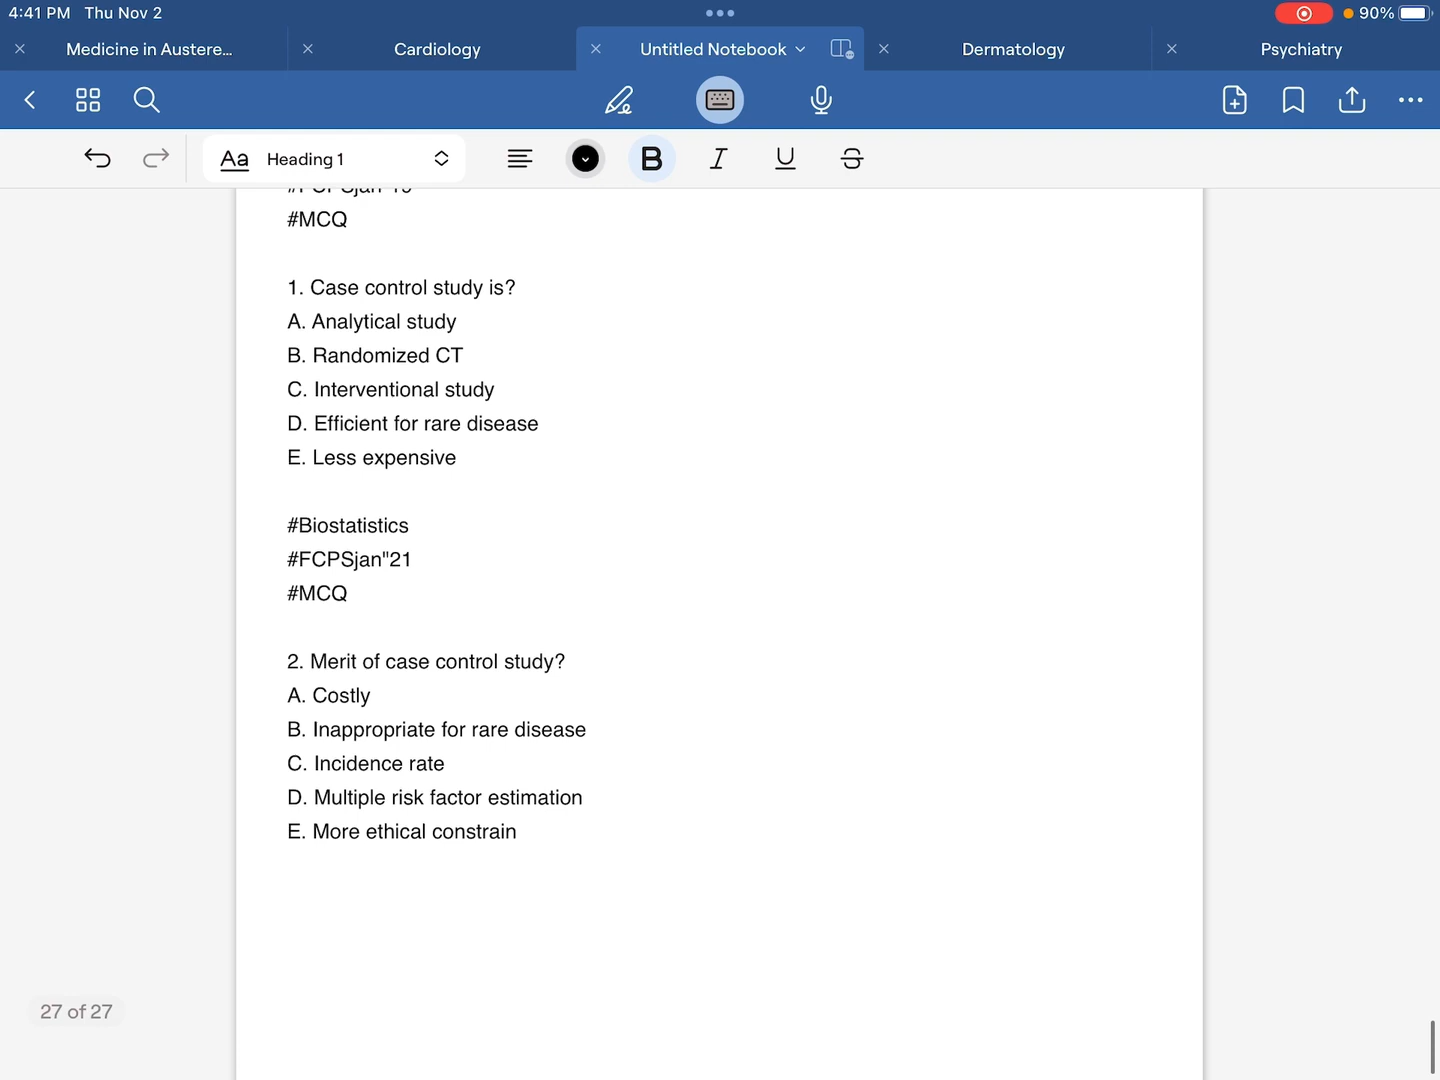 4:41 PM Thu Nov 2
90%
Medicine in Austere...
Cardiology
Untitled Notebook
Dermatology
Psychiatry
Aa Heading 1
B I U S
#MCQ
1. Case control study is?
A. Analytical study
B. Randomized CT
C. Interventional study
D. Efficient for rare disease
E. Less expensive
#Biostatistics
#FCPSjan"21
#MCQ
2. Merit of case control study?
A. Costly
B. Inappropriate for rare disease
C. Incidence rate
D. Multiple risk factor estimation
E. More ethical constrain
27 of 27